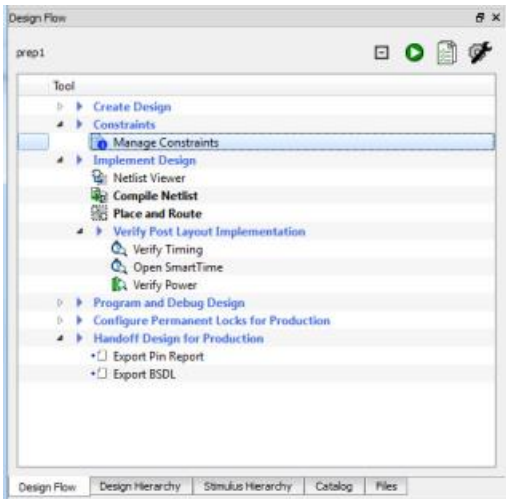 Design Flow
prep1
Tool
Create Design
Constraints
Manage Constraints
Implement Design
Netlist Viewer
Compile Netlist
Place and Route
Verify Post Layout Implementation
Verify Timing
Open SmartTime
Verify Power
Program and Debug Design
Configure Permanent Locks for Production
Handoff Design for Production
Export Pin Report
Export BSDL
Design Flow Design Hierarchy Stimulus Hierarchy Catalog Files